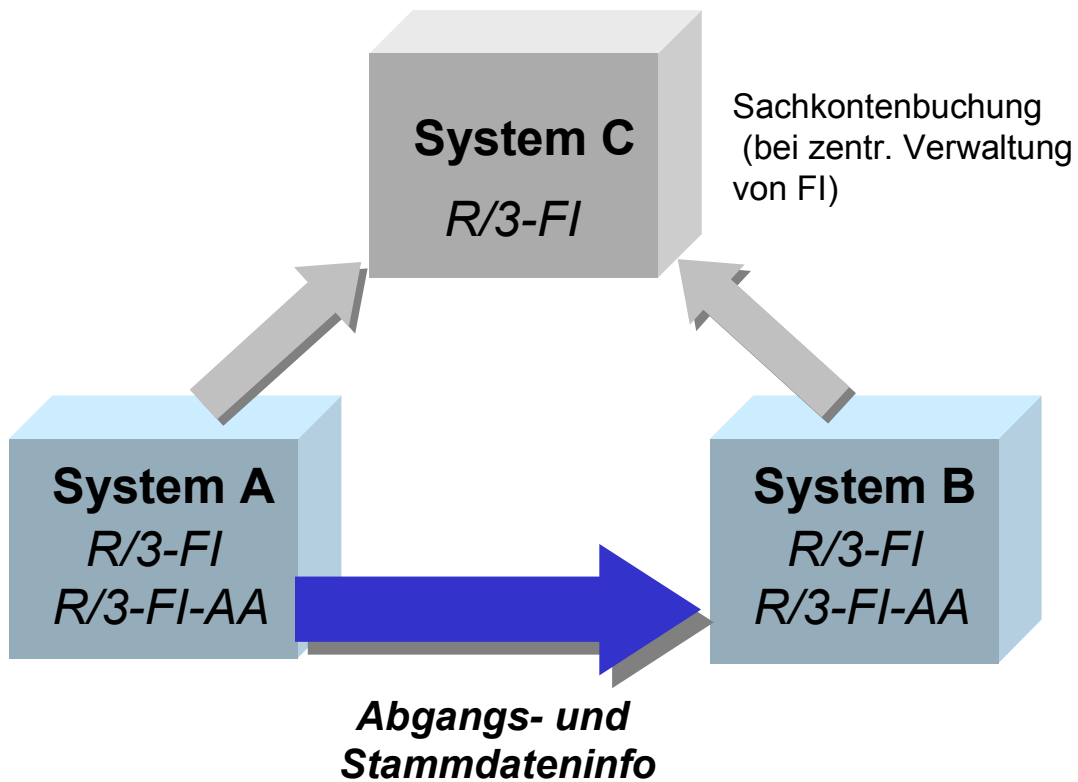 System C
R/3-FI
Sachkontenbuchung
(bei zentr. Verwaltung
von FI)
System A
R/3-FI
R/3-FI-AA
System B
R/3-FI
R/3-FI-AA
Abgangs- und
Stammdateninfo